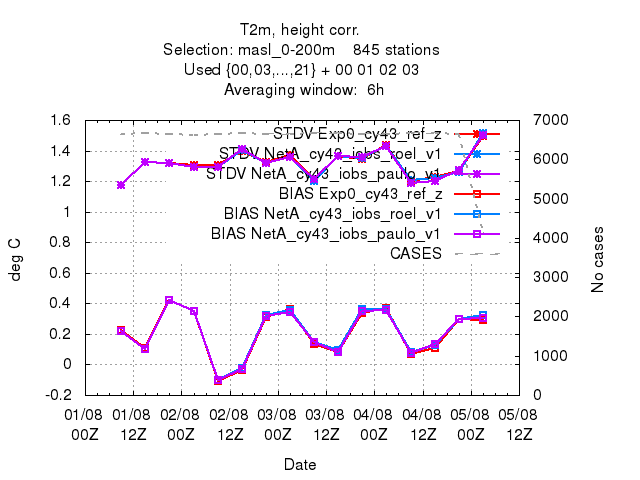 T2m, height corr.
Selection: masl_0-200m 845 stations
Used {00,03,...,21} + 00 01 02 03
Averaging window: 6h
deg C
1.6
1.4
1.2
1
0.8
0.6
0.4
0.2
0
-0.2
STDV Exp0_cy43_ref_z
STDV NetA_cy43_iobs_roel_v1
STDV NetA_cy43_iobs_paulo_v1
BIAS Exp0_cy43_ref_z
BIAS NetA_cy43_iobs_roel_v1
BIAS NetA_cy43_iobs_paulo_v1
CASES
7000
6000
5000
4000
3000
2000
1000
0
No cases
01/08 01/08 02/08 02/08 03/08 03/08 04/08 04/08 05/08 05/08
00Z 12Z 00Z 12Z 00Z 12Z 00Z 12Z 00Z 12Z
Date